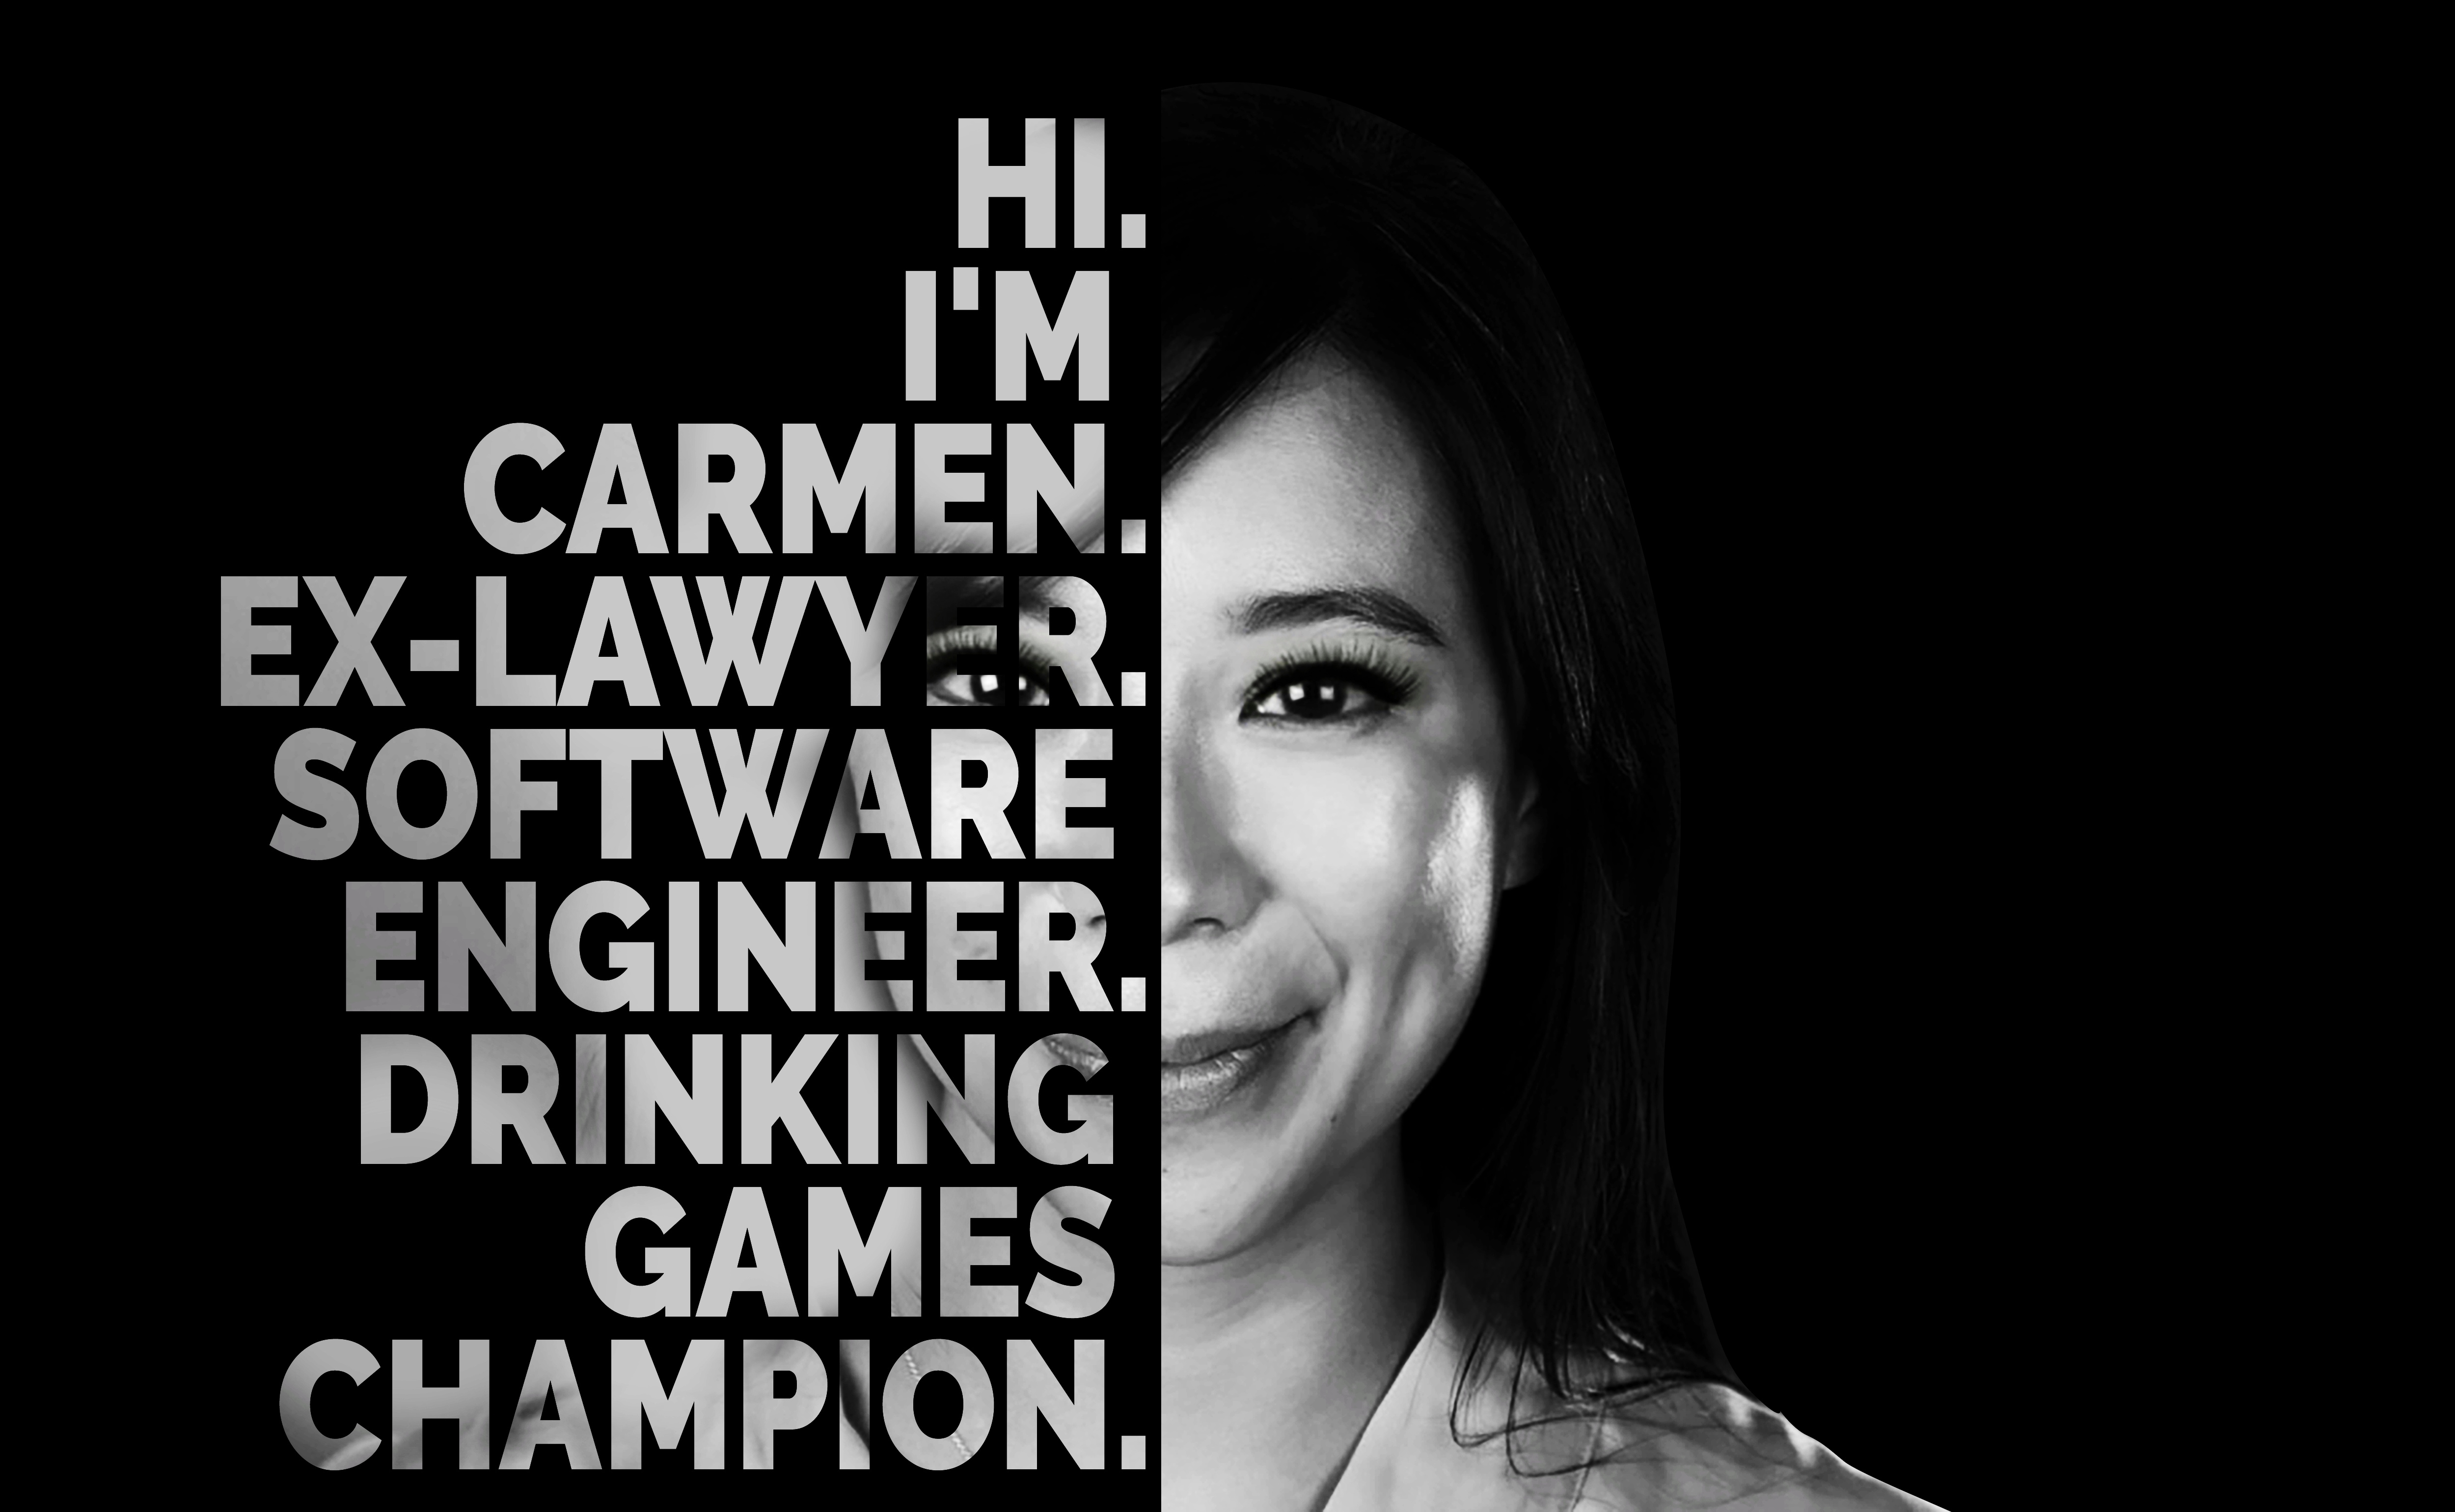 HI.
I'M
CARMEN.
EX-LAWYER.
SOFTWARE
ENGINEER.
DRINKING
GAMES
CHAMPION.